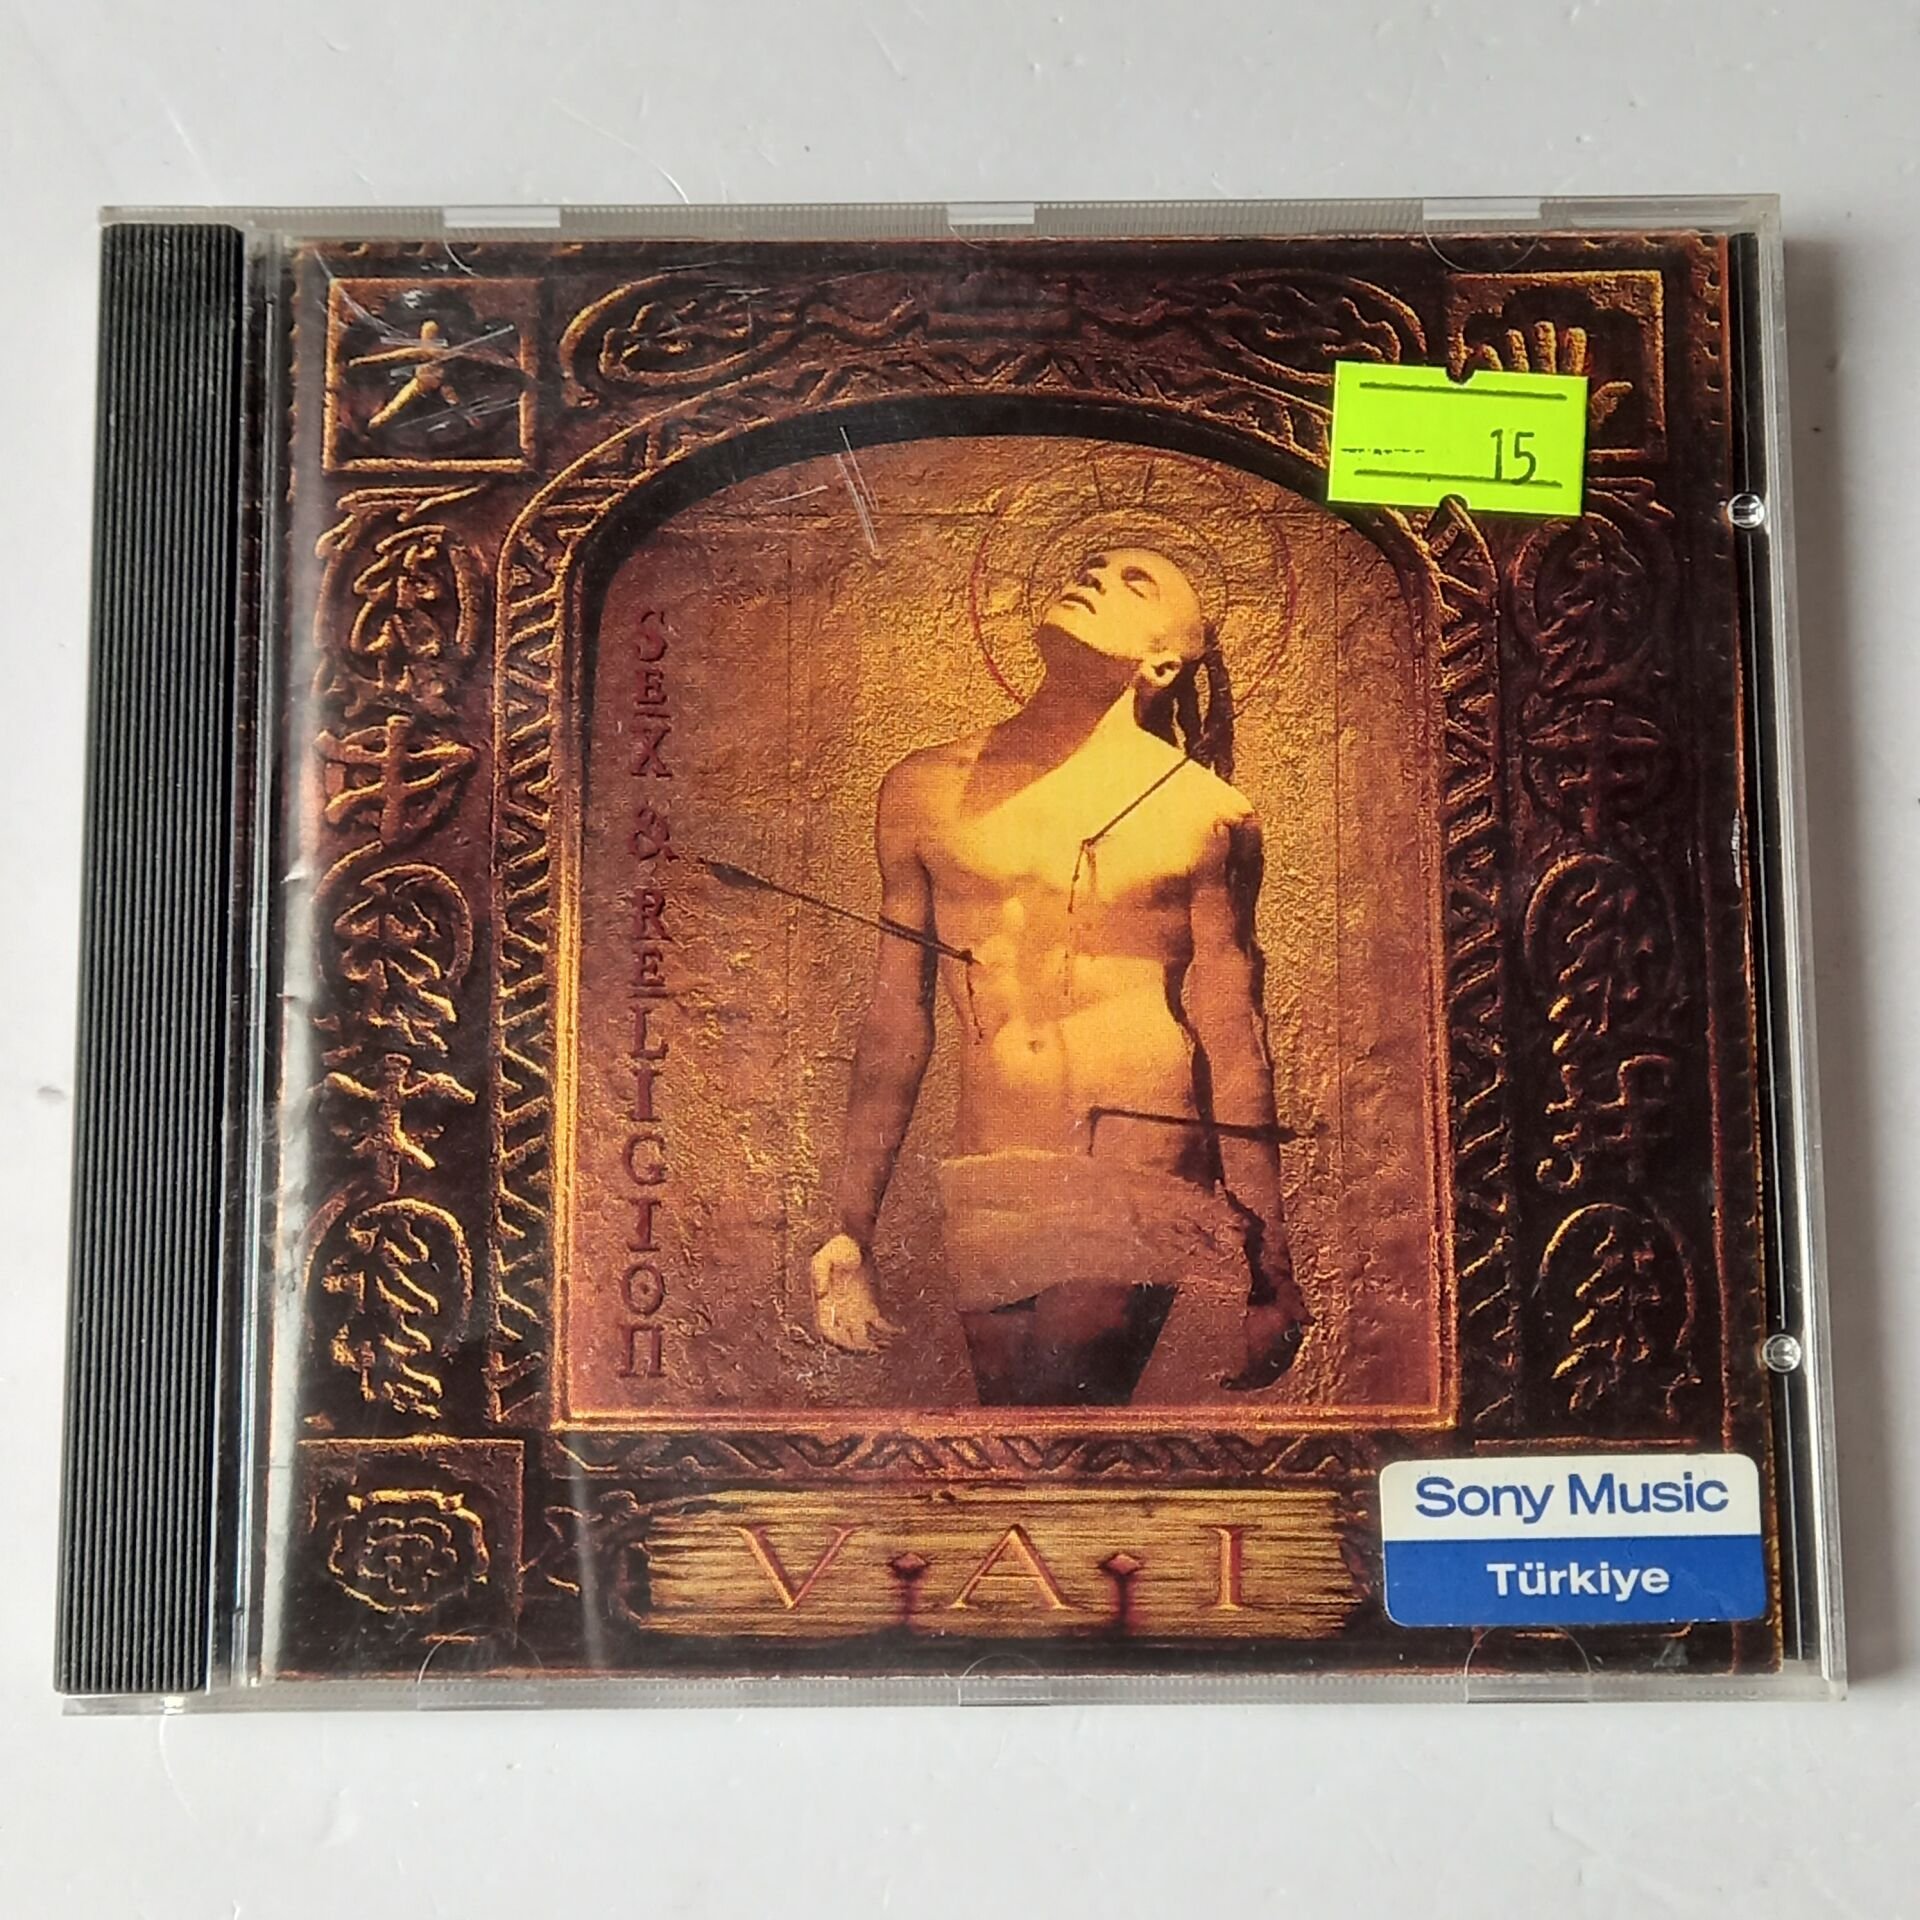 15
SEX & RELIGION
V·A·I
Sony Music
Türkiye